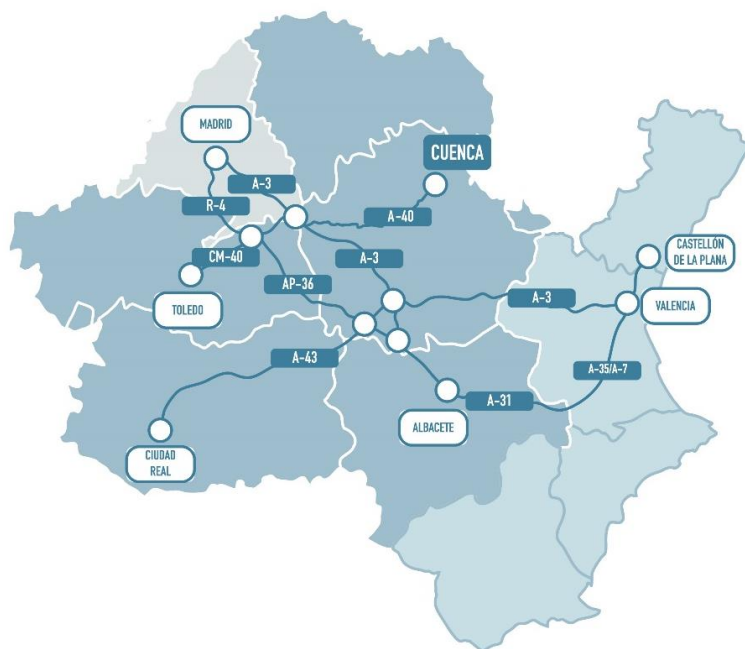 MADRID
CUENCA
A-3
R-4
A-40
CM-40
A-3
CASTELLÓN
DE LA PLANA
AP-36
TOLEDO
A-3
VALENCIA
A-43
A-35/A-7
A-31
ALBACETE
CIUDAD
REAL